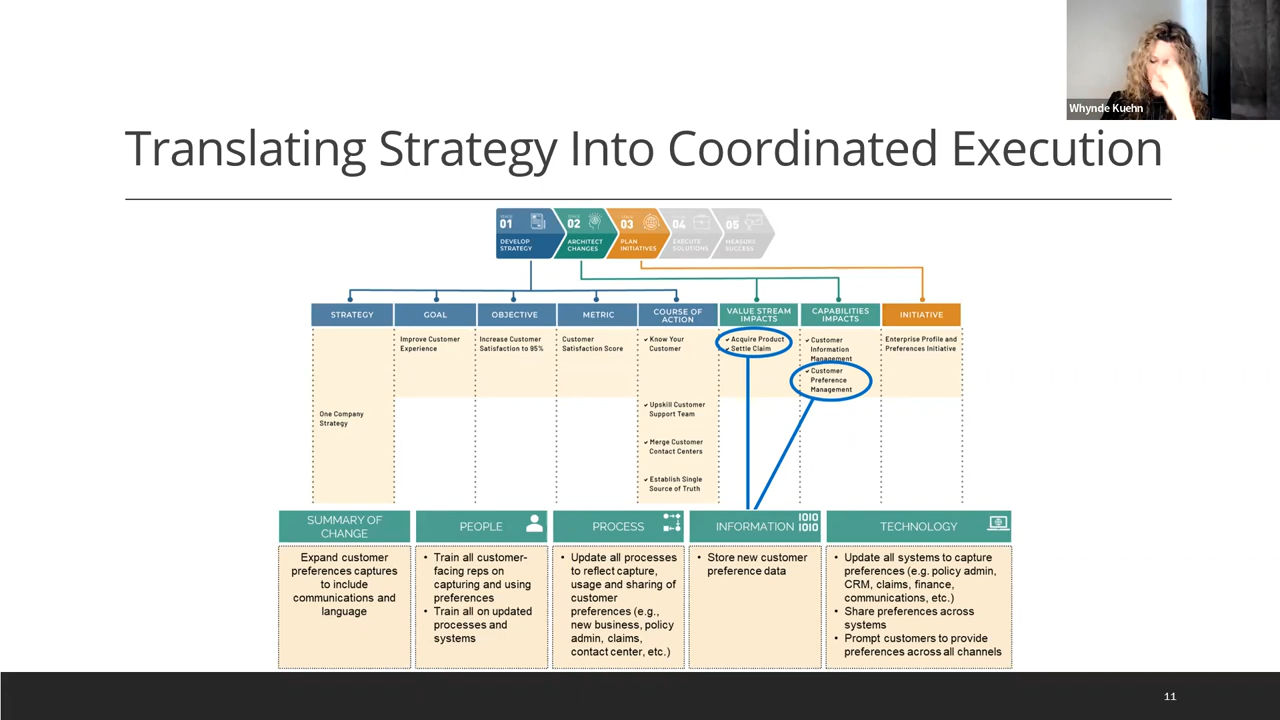 Whynde Kuehn
Translating Strategy Into Coordinated Execution
STAGE
01
DEVELOP
STRATEGY
STAGE
02
ARCHITECT
CHANGES
STAGE
03
PLAN
INITIATIVES
STAGE
04
EXECUTE
SOLUTIONS
STAGE
05
MEASURE
SUCCESS
STRATEGY
GOAL
OBJECTIVE
METRIC
COURSE OF
ACTION
VALUE STREAM
IMPACTS
CAPABILITIES
IMPACTS
INITIATIVE
One Company
Strategy
Improve Customer
Experience
Increase Customer
Satisfaction to 95%
Customer
Satisfaction Score
✓ Know Your
Customer
✓ Upskill Customer
Support Team
✓ Merge Customer
Contact Centers
✓ Establish Single
Source of Truth
✓ Acquire Product
✓ Settle Claim
✓ Customer
Information
Management
✓ Customer
Preference
Management
Enterprise Profile and
Preferences Initiative
SUMMARY OF
CHANGE
Expand customer
preferences captures
to include
communications and
language
PEOPLE
• Train all customer-
facing reps on
capturing and using
preferences
• Train all on updated
processes and
systems
PROCESS
• Update all processes
to reflect capture,
usage and sharing of
customer
preferences (e.g.,
new business, policy
admin, claims,
contact center, etc.)
INFORMATION
1010
1010
• Store new customer
preference data
TECHNOLOGY
• Update all systems to capture
preferences (e.g. policy admin,
CRM, claims, finance,
communications, etc.)
• Share preferences across
systems
• Prompt customers to provide
preferences across all channels
11